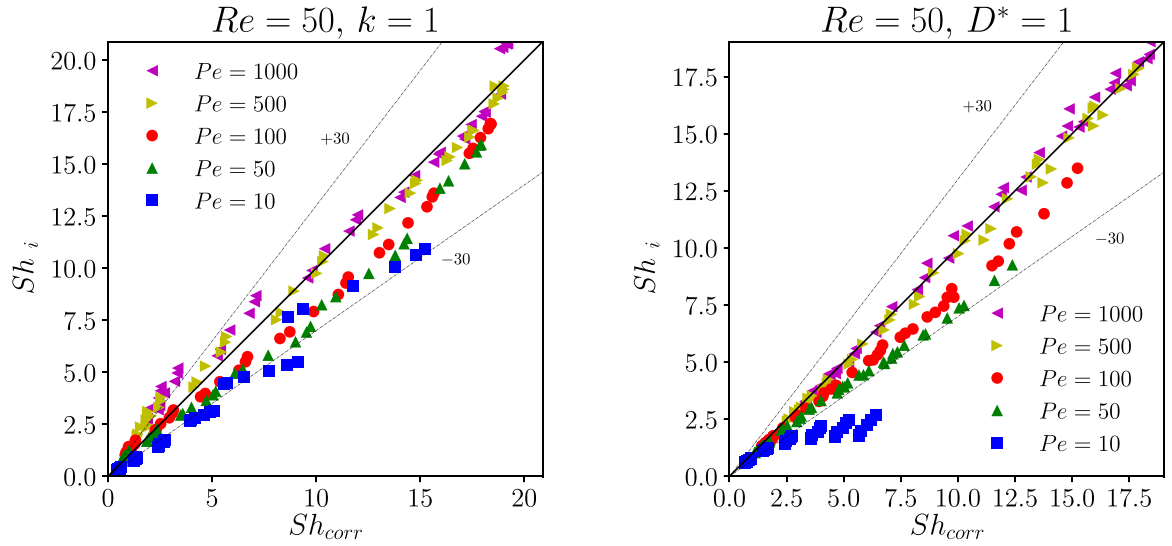 Re = 50, k = 1
20.0
17.5
15.0
12.5
10.0
7.5
5.0
2.5
0.0
Sh i
Pe = 1000
Pe = 500
Pe = 100
Pe = 50
Pe = 10
+30
−30
0 5 10 15 20
Sh_corr
Re = 50, D* = 1
17.5
15.0
12.5
10.0
7.5
5.0
2.5
0.0
Sh i
+30
−30
Pe = 1000
Pe = 500
Pe = 100
Pe = 50
Pe = 10
0.0 2.5 5.0 7.5 10.0 12.5 15.0 17.5
Sh_corr